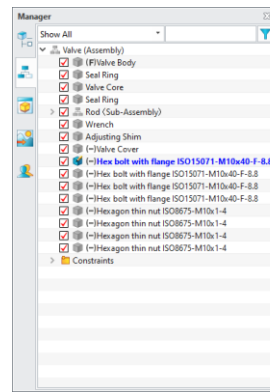 Manager
Show All
Valve (Assembly)
(F)Valve Body
Seal Ring
Valve Core
Seal Ring
Rod (Sub-Assembly)
Wrench
Adjusting Shim
(-)Valve Cover
(-)Hex bolt with flange ISO15071-M10x40-F-8.8
(-)Hex bolt with flange ISO15071-M10x40-F-8.8
(-)Hex bolt with flange ISO15071-M10x40-F-8.8
(-)Hex bolt with flange ISO15071-M10x40-F-8.8
(-)Hexagon thin nut ISO8675-M10x1-4
(-)Hexagon thin nut ISO8675-M10x1-4
(-)Hexagon thin nut ISO8675-M10x1-4
(-)Hexagon thin nut ISO8675-M10x1-4
Constraints